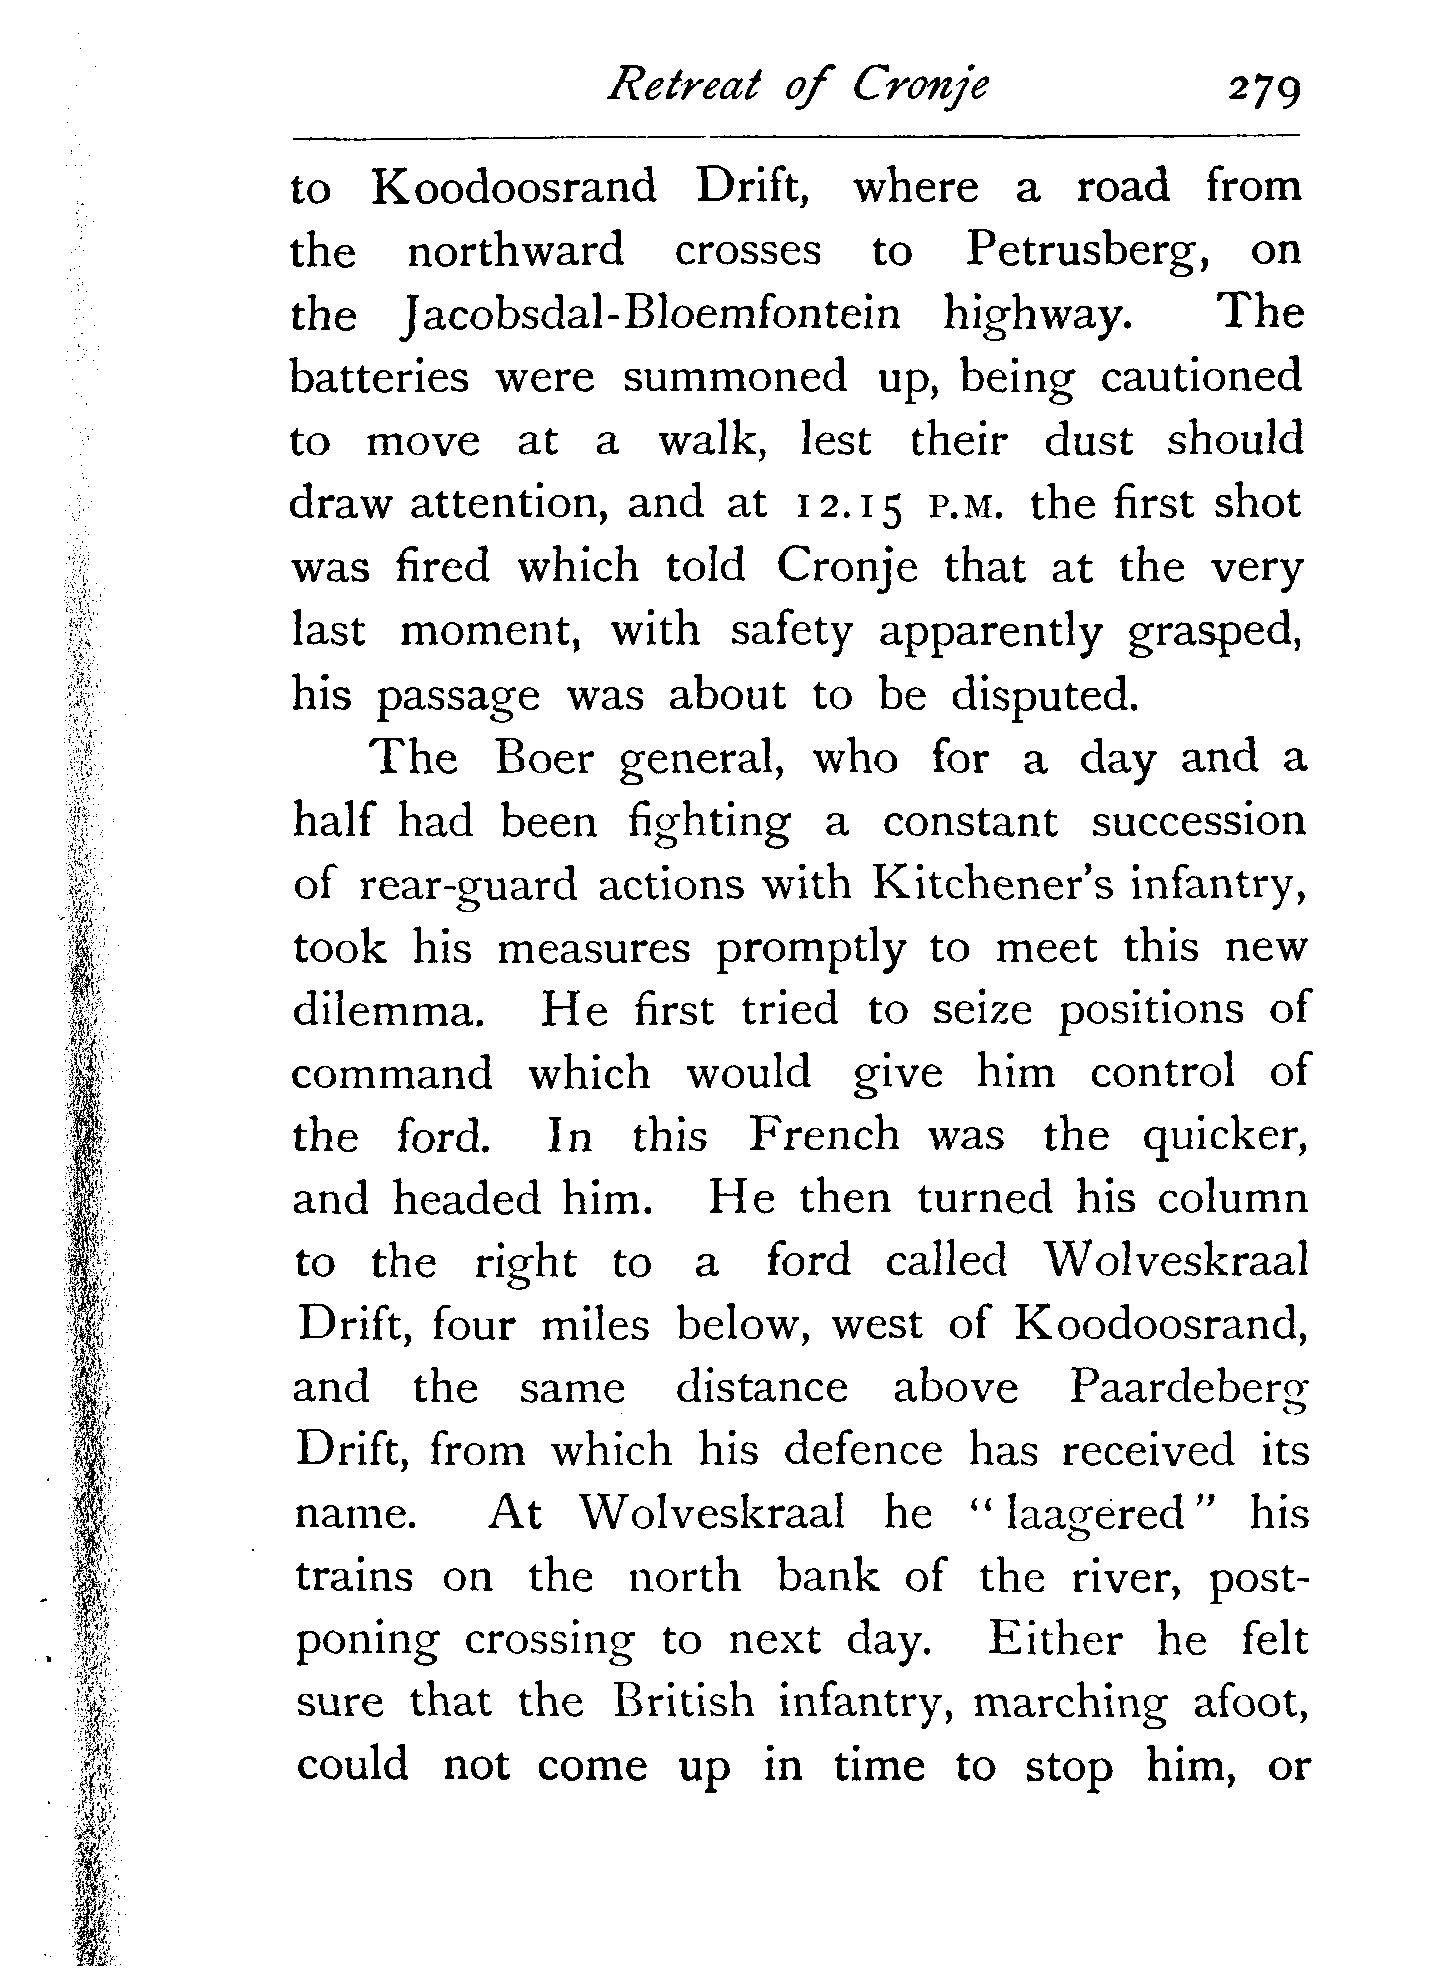 Retreat of Cronje 279
to Koodoosrand Drift, where a road from
the northward crosses to Petrusberg, on
the Jacobsdal-Bloemfontein highway. The
batteries were summoned up, being cautioned
to move at a walk, lest their dust should
draw attention, and at 12.15 P.M. the first shot
was fired which told Cronje that at the very
last moment, with safety apparently grasped,
his passage was about to be disputed.
The Boer general, who for a day and a
half had been fighting a constant succession
of rear-guard actions with Kitchener's infantry,
took his measures promptly to meet this new
dilemma. He first tried to seize positions of
command which would give him control of
the ford. In this French was the quicker,
and headed him. He then turned his column
to the right to a ford called Wolveskraal
Drift, four miles below, west of Koodoosrand,
and the same distance above Paardeberg
Drift, from which his defence has received its
name. At Wolveskraal he "laagered" his
trains on the north bank of the river, post-
poning crossing to next day. Either he felt
sure that the British infantry, marching afoot,
could not come up in time to stop him, or